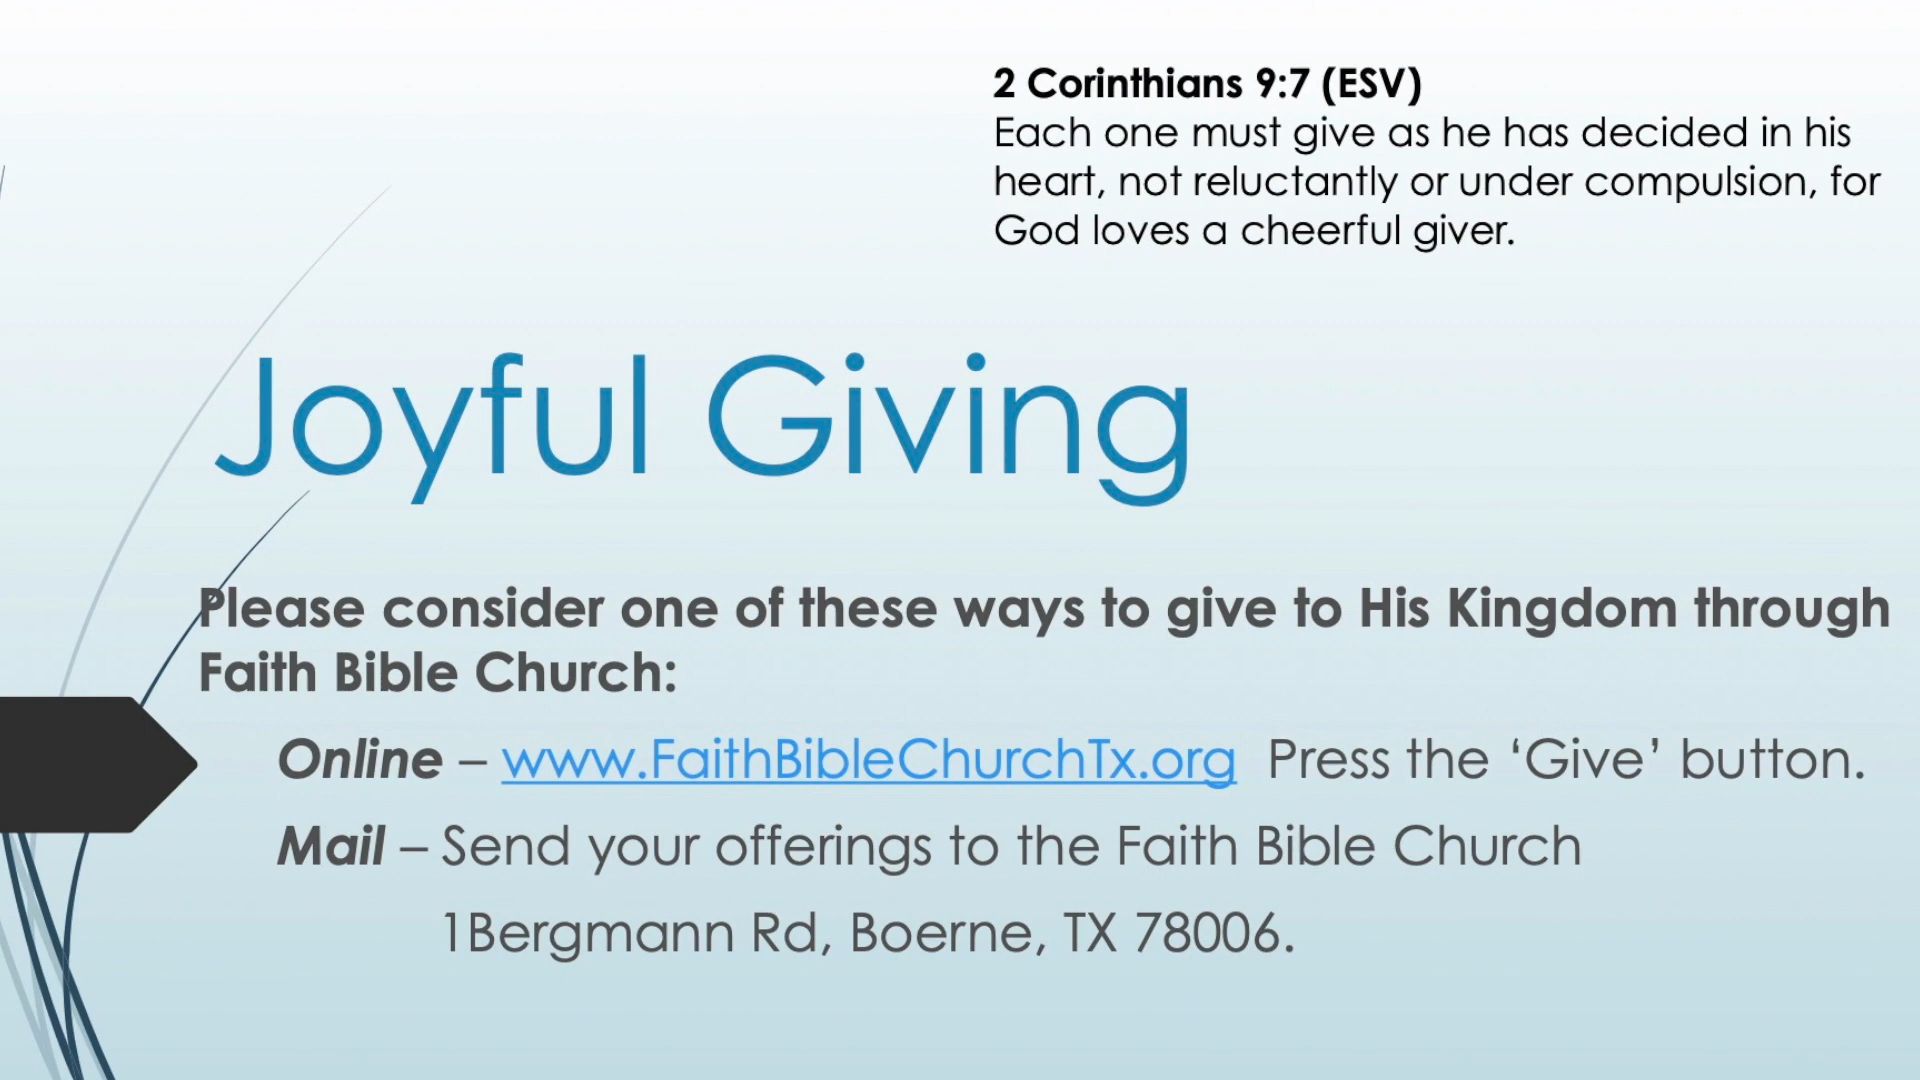 2 Corinthians 9:7 (ESV)
Each one must give as he has decided in his
heart, not reluctantly or under compulsion, for
God loves a cheerful giver.
Joyful Giving
Please consider one of these ways to give to His Kingdom through
Faith Bible Church:
Online – www.FaithBibleChurchTx.org Press the ‘Give’ button.
Mail – Send your offerings to the Faith Bible Church
1Bergmann Rd, Boerne, TX 78006.